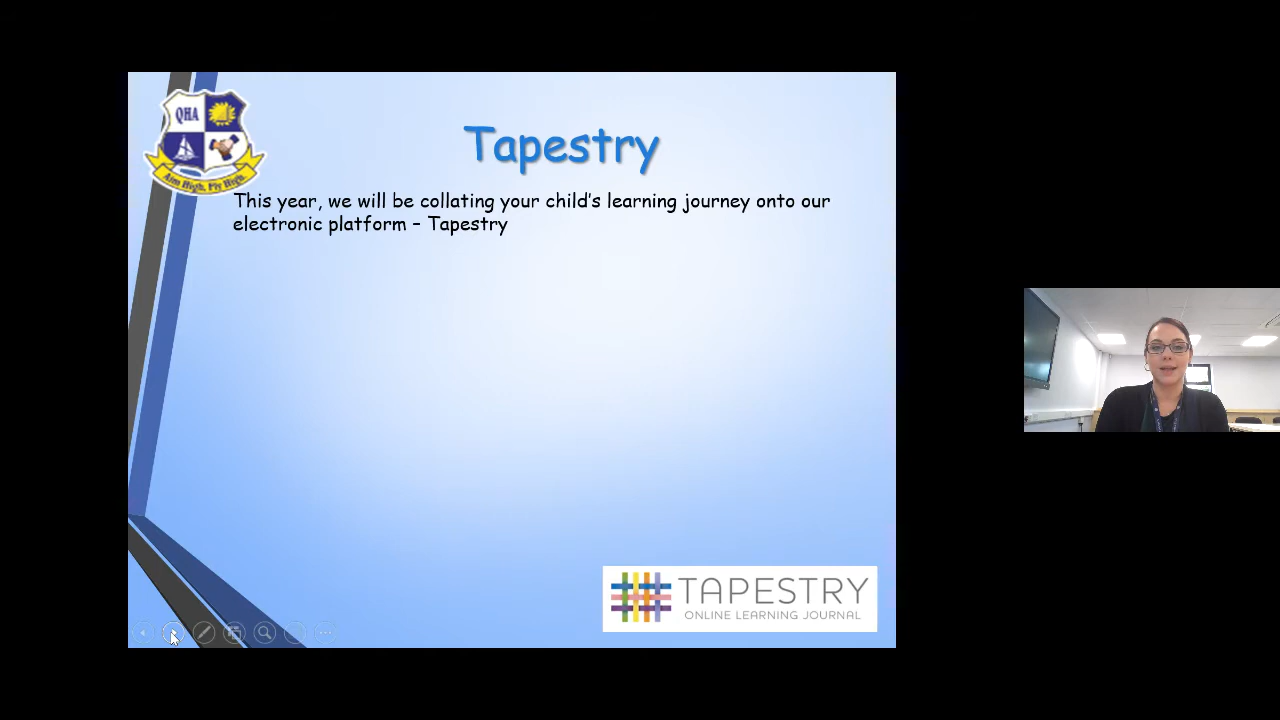 QHA
Aim High, Fly High
Tapestry
This year, we will be collating your child's learning journey onto our
electronic platform – Tapestry
TAPESTRY
ONLINE LEARNING JOURNAL